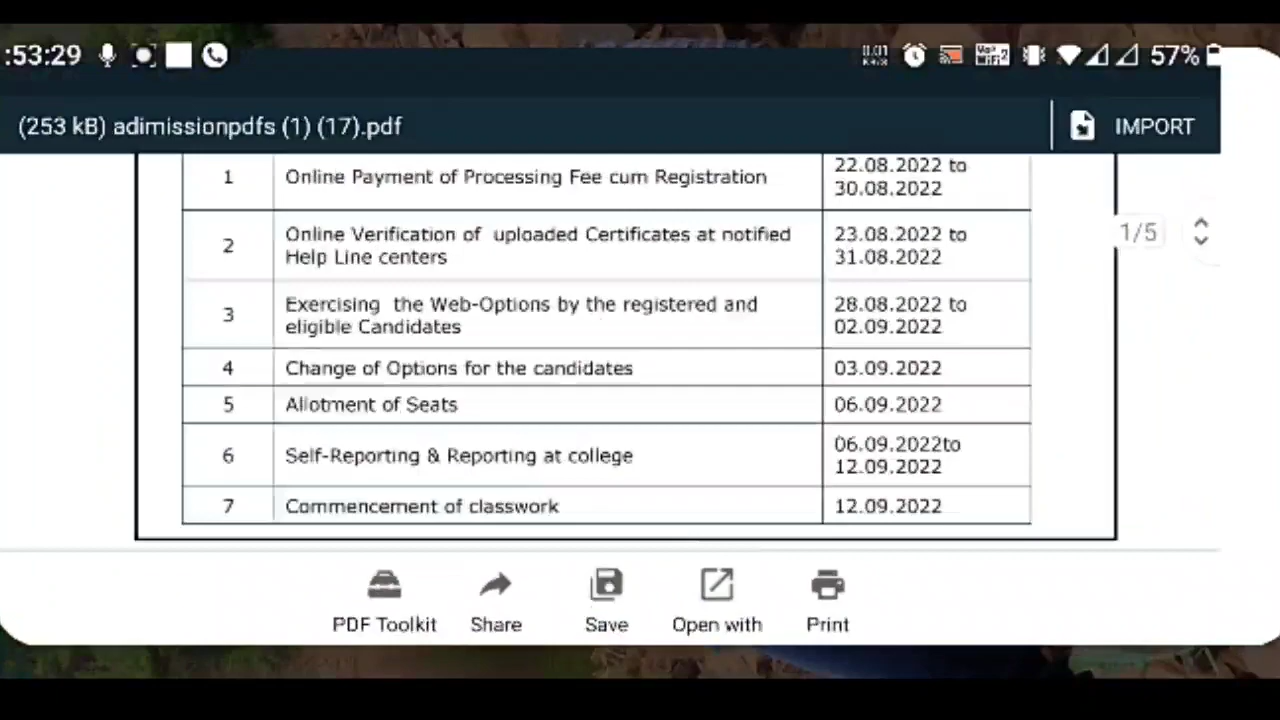 :53:29
57%
(253 kB) adimissionpdfs (1) (17).pdf
IMPORT
1 Online Payment of Processing Fee cum Registration 22.08.2022 to
30.08.2022
2 Online Verification of uploaded Certificates at notified 23.08.2022 to
Help Line centers 31.08.2022
1/5
3 Exercising the Web-Options by the registered and 28.08.2022 to
eligible Candidates 02.09.2022
4 Change of Options for the candidates 03.09.2022
5 Allotment of Seats 06.09.2022
6 Self-Reporting & Reporting at college 06.09.2022to
12.09.2022
7 Commencement of classwork 12.09.2022
PDF Toolkit Share Save Open with Print